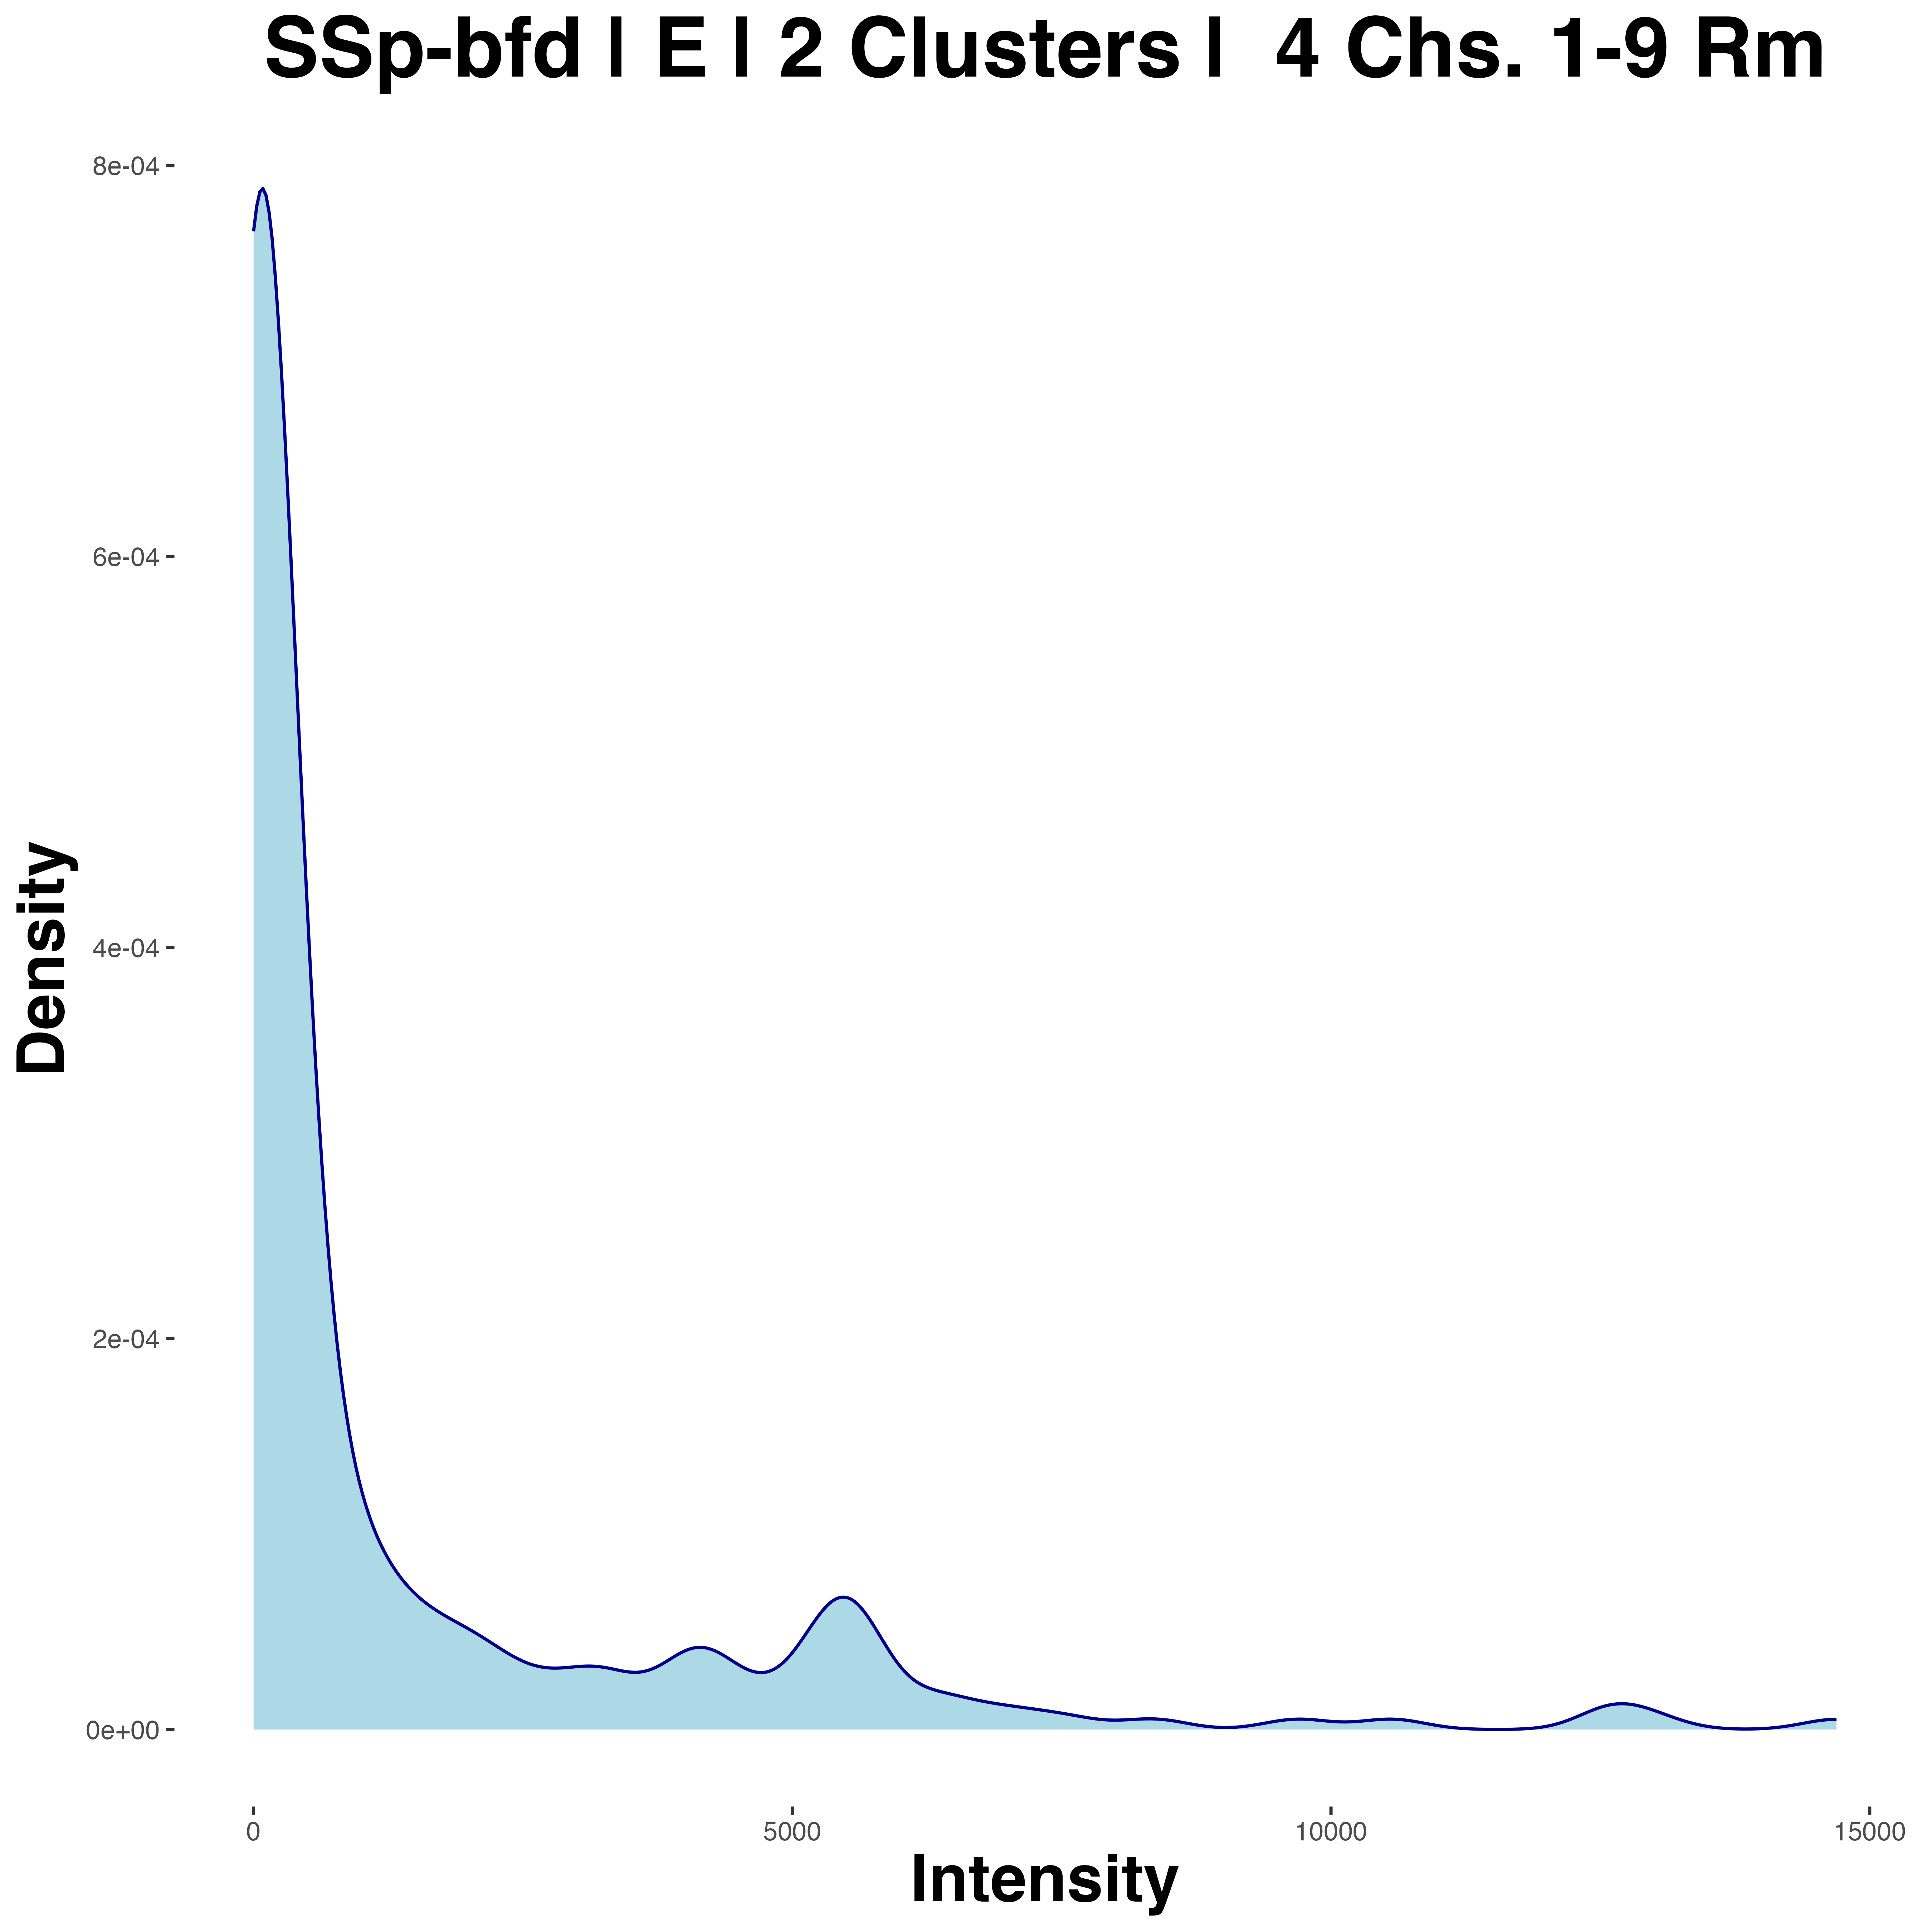 SSp-bfd | E | 2 Clusters | 4 Chs. 1-9 Rm
8e-04
6e-04
4e-04
2e-04
0e+00
Density
0 5000 10000 15000
Intensity